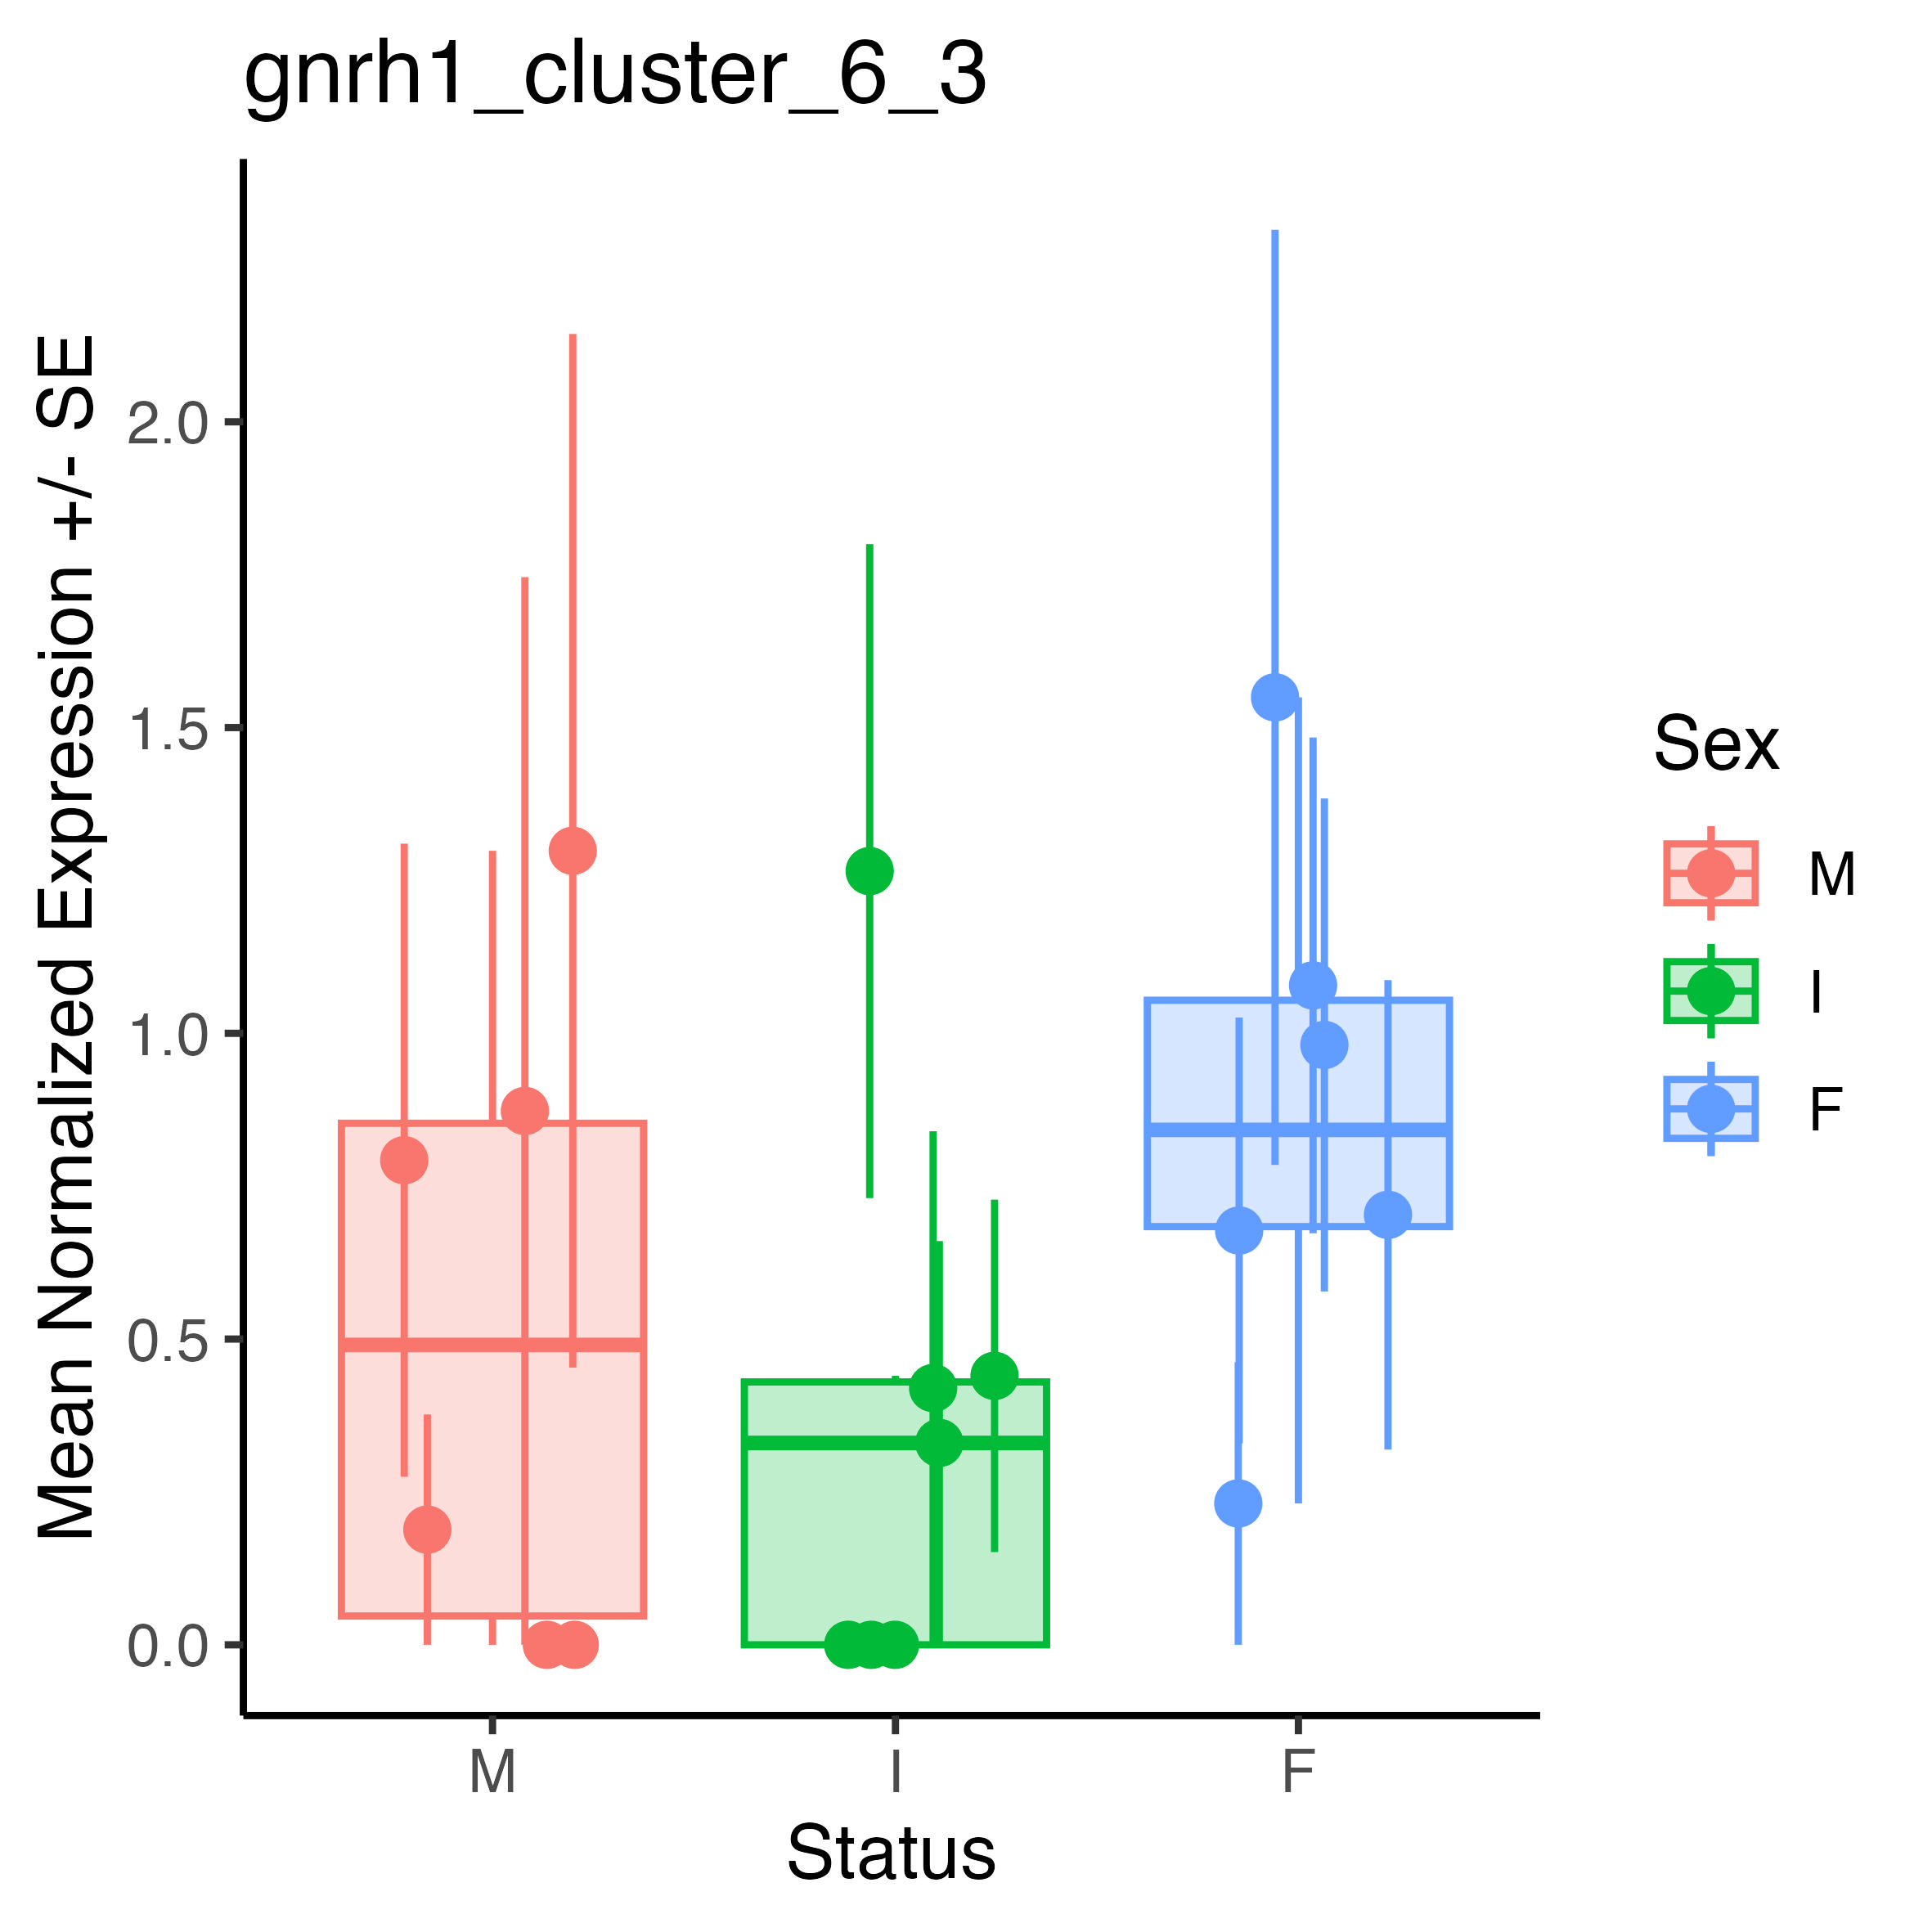 gnrh1_cluster_6_3
Mean Normalized Expression +/- SE
2.0
1.5
1.0
0.5
0.0
M
I
F
Status
Sex
M
I
F